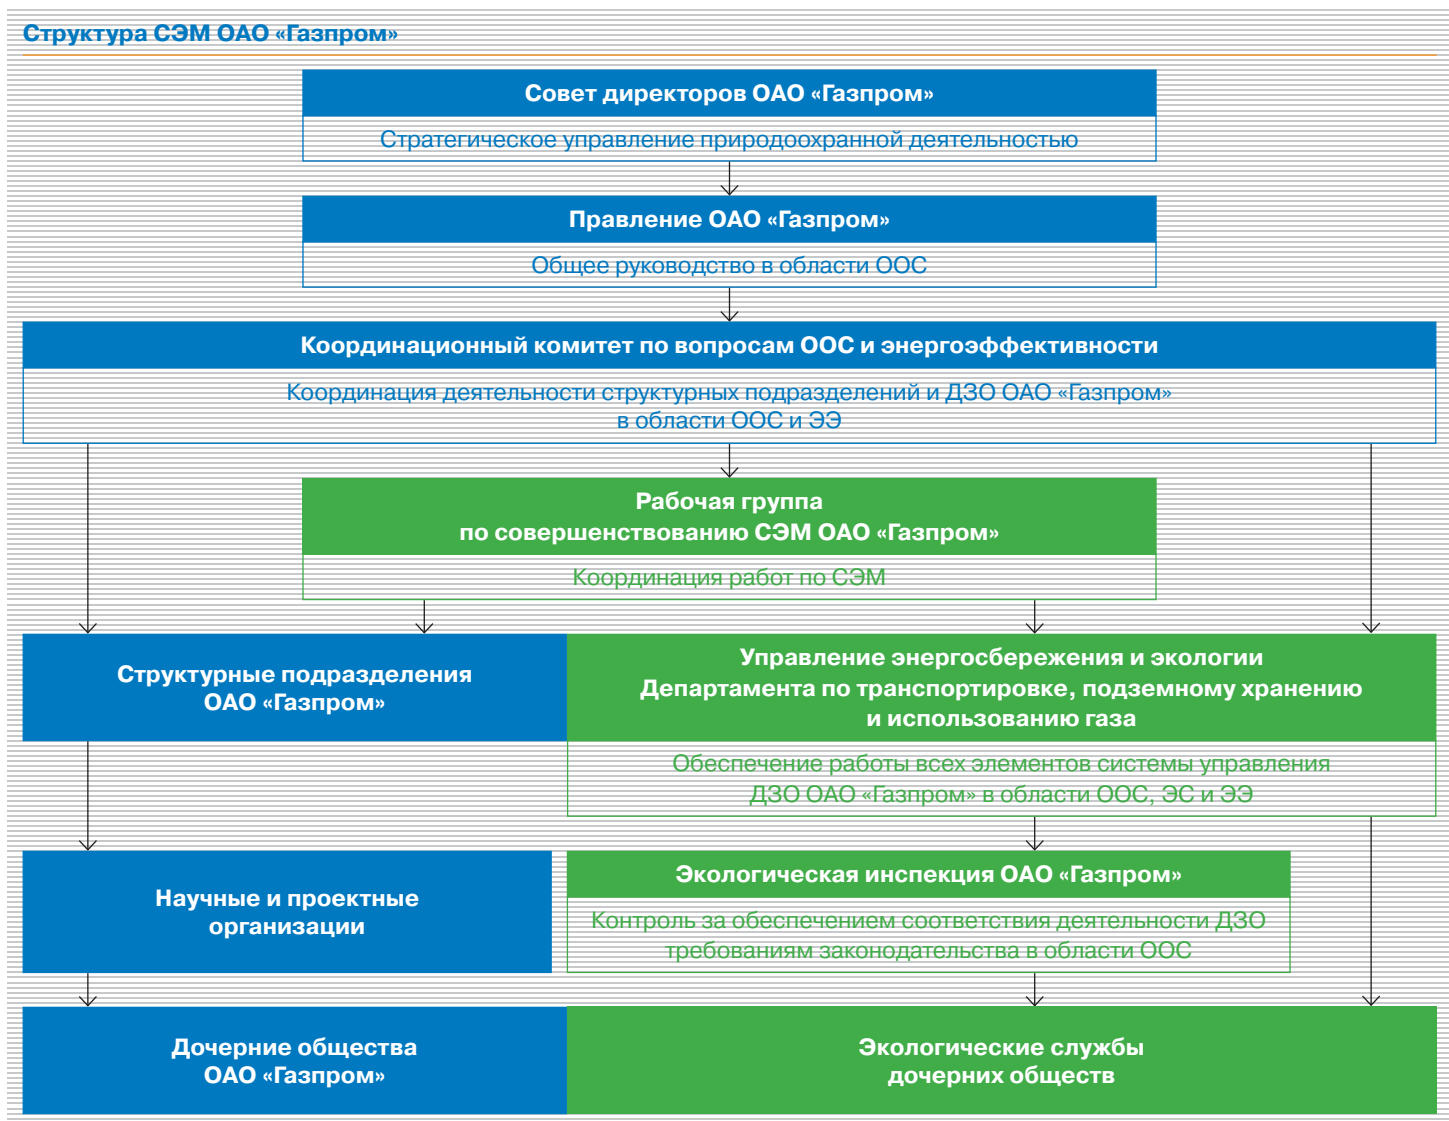 Структура СЭМ ОАО «Газпром»
Совет директоров ОАО «Газпром»
Стратегическое управление природоохранной деятельностью
Правление ОАО «Газпром»
Общее руководство в области ООС
Координационный комитет по вопросам ООС и энергоэффективности
Координация деятельности структурных подразделений и ДЗО ОАО «Газпром»
в области ООС и ЭЭ
Рабочая группа
по совершенствованию СЭМ ОАО «Газпром»
Координация работ по СЭМ
Структурные подразделения
ОАО «Газпром»
Управление энергосбережения и экологии
Департамента по транспортировке, подземному хранению
и использованию газа
Обеспечение работы всех элементов системы управления
ДЗО ОАО «Газпром» в области ООС, ЭС и ЭЭ
Научные и проектные
организации
Экологическая инспекция ОАО «Газпром»
Контроль за обеспечением соответствия деятельности ДЗО
требованиям законодательства в области ООС
Дочерние общества
ОАО «Газпром»
Экологические службы
дочерних обществ